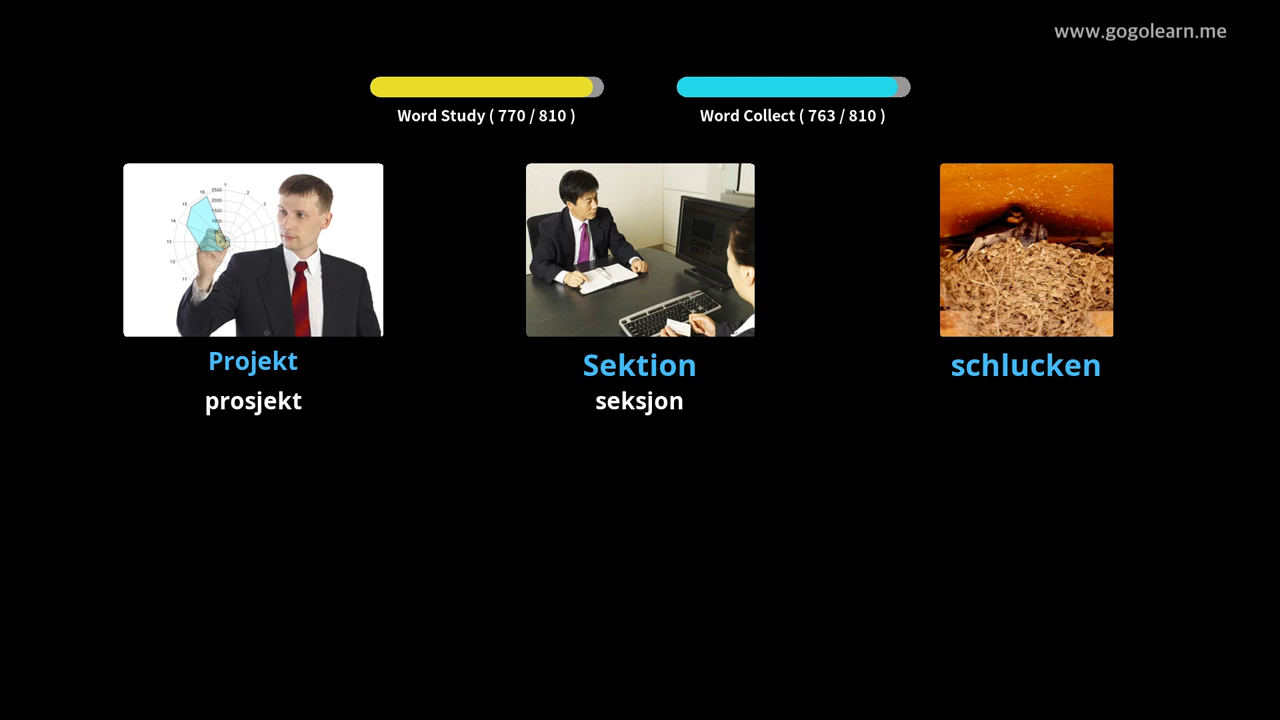 www.gogolearn.me
Word Study ( 770 / 810 )
Word Collect ( 763 / 810 )
Projekt
Sektion
schlucken
prosjekt
seksjon